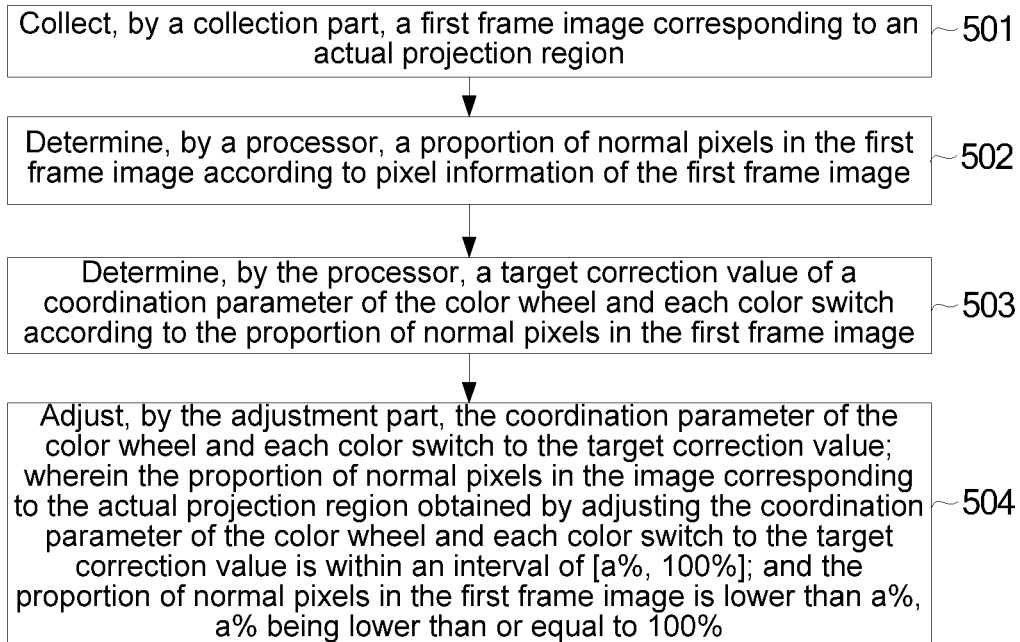 Collect, by a collection part, a first frame image corresponding to an
actual projection region
501
Determine, by a processor, a proportion of normal pixels in the first
frame image according to pixel information of the first frame image
502
Determine, by the processor, a target correction value of a
coordination parameter of the color wheel and each color switch
according to the proportion of normal pixels in the first frame image
503
Adjust, by the adjustment part, the coordination parameter of the
color wheel and each color switch to the target correction value;
wherein the proportion of normal pixels in the image corresponding
to the actual projection region obtained by adjusting the coordination
parameter of the color wheel and each color switch to the target
correction value is within an interval of [a%, 100%]; and the
proportion of normal pixels in the first frame image is lower than a%,
a% being lower than or equal to 100%
504